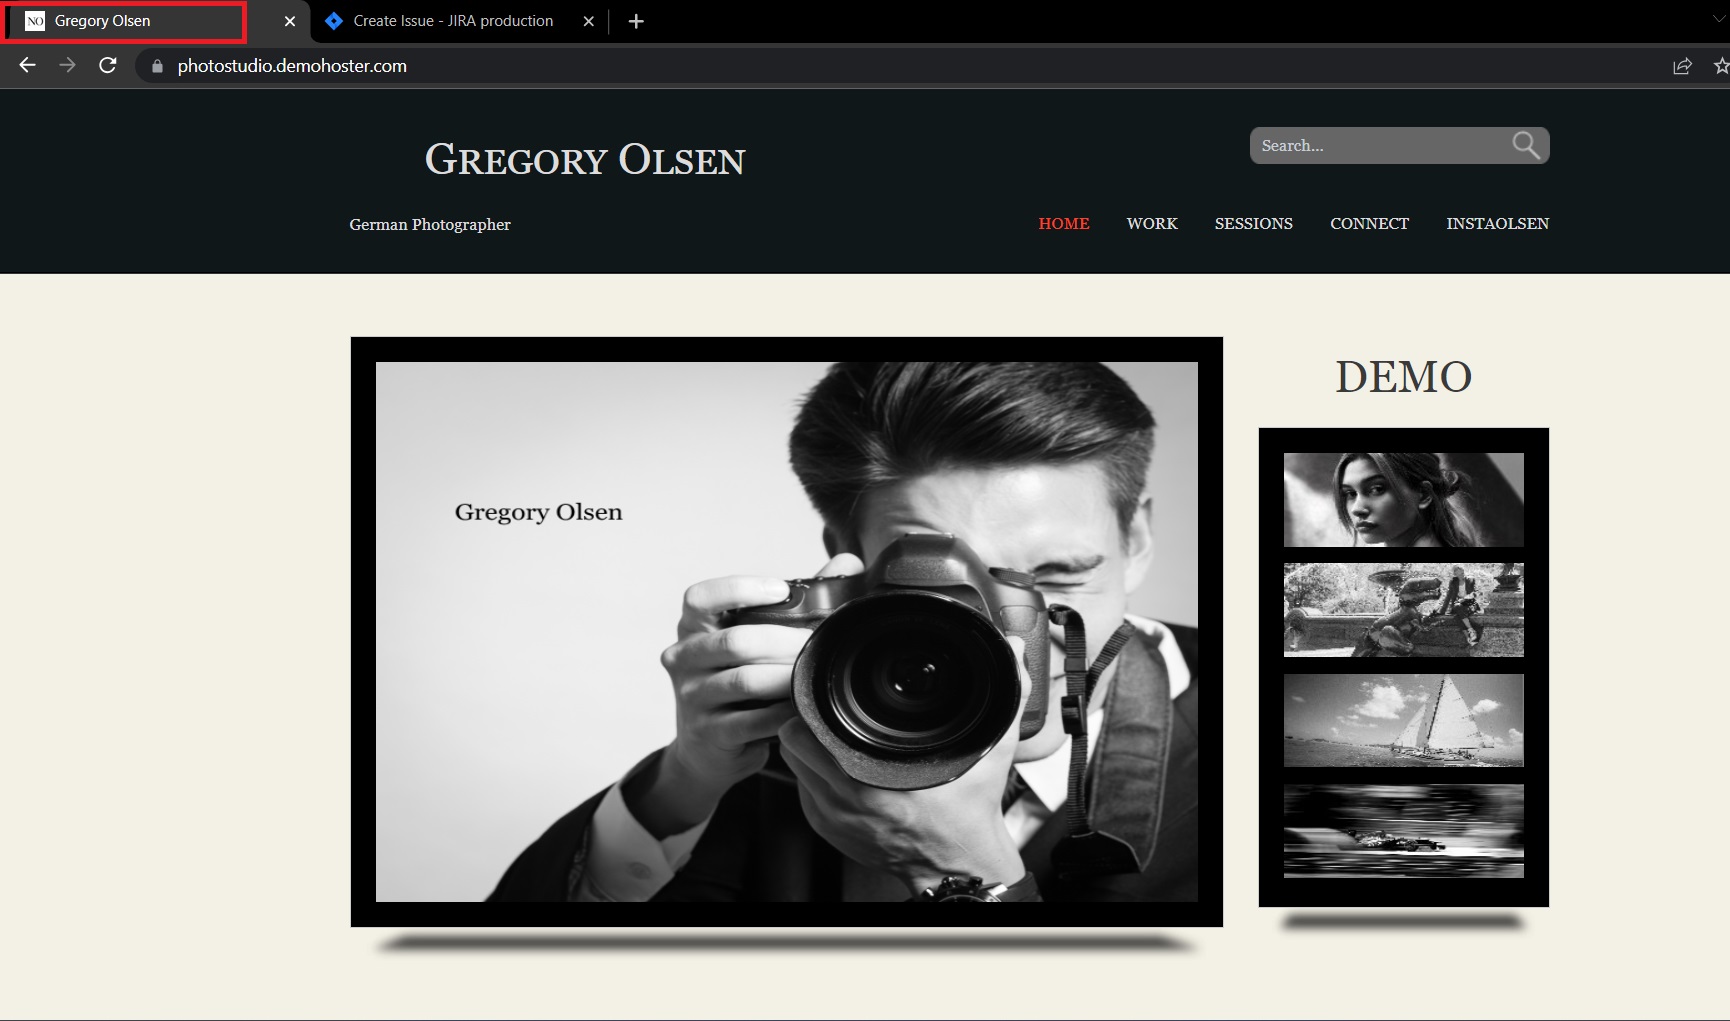 NO Gregory Olsen
Create Issue - JIRA production
photostudio.demohoster.com
GREGORY OLSEN
Search...
German Photographer
HOME WORK SESSIONS CONNECT INSTAOLSEN
DEMO
Gregory Olsen